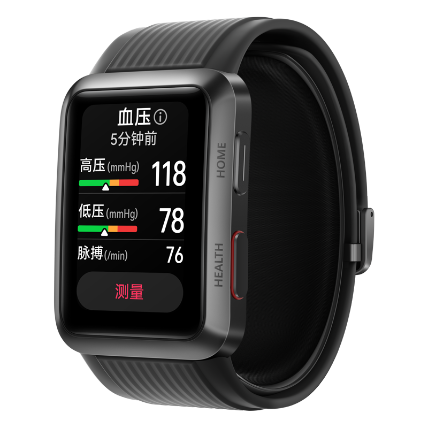 血压ⓘ
5分钟前
高压(mmHg) 118
低压(mmHg) 78
脉搏(/min) 76
测量
HOME
HEALTH